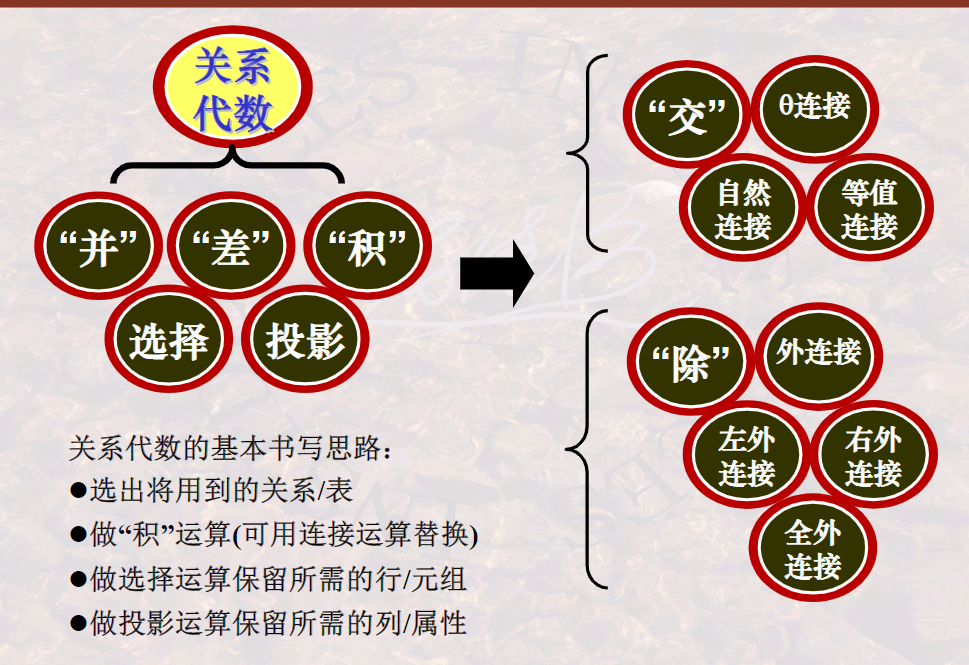 关系
代数
“并”
“差”
“积”
选择
投影
“交”
θ连接
自然
连接
等值
连接
“除”
外连接
左外
连接
右外
连接
全外
连接
关系代数的基本书写思路：
●选出将用到的关系/表
●做“积”运算(可用连接运算替换)
●做选择运算保留所需的行/元组
●做投影运算保留所需的列/属性